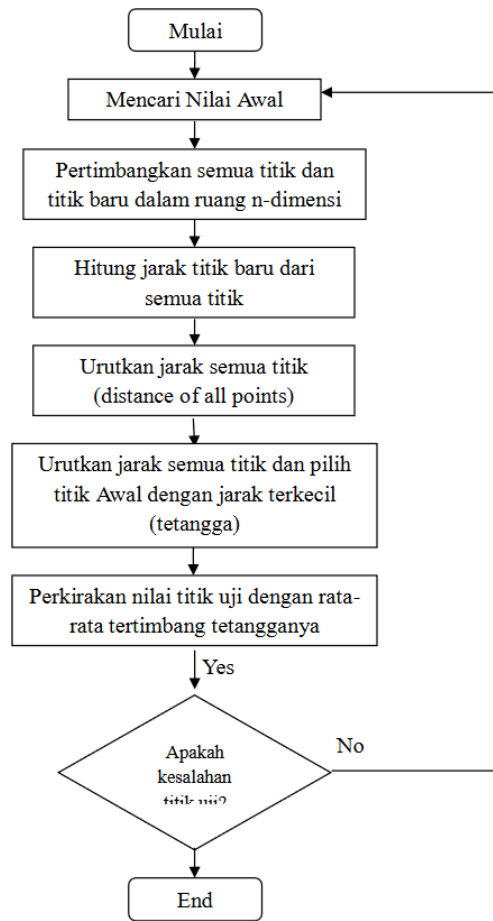 Mulai
Mencari Nilai Awal
Pertimbangkan semua titik dan
titik baru dalam ruang n-dimensi
Hitung jarak titik baru dari
semua titik
Urutkan jarak semua titik
(distance of all points)
Urutkan jarak semua titik dan pilih
titik Awal dengan jarak terkecil
(tetangga)
Perkirakan nilai titik uji dengan rata-
rata tertimbang tetangganya
Yes
Apakah
kesalahan
titik uji?
No
End